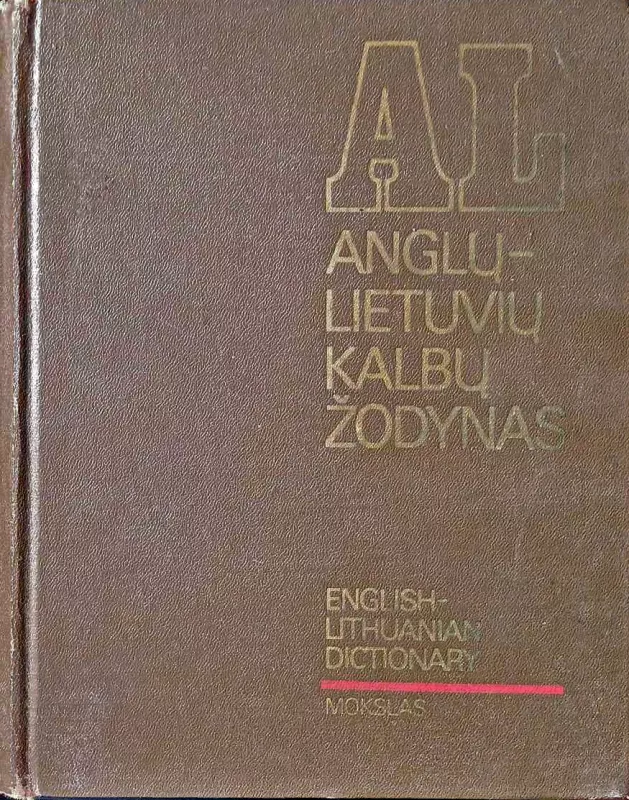 AL
ANGLŲ-
LIETUVIŲ
KALBŲ
ŽODYNAS
ENGLISH-
LITHUANIAN
DICTIONARY
MOKSLAS